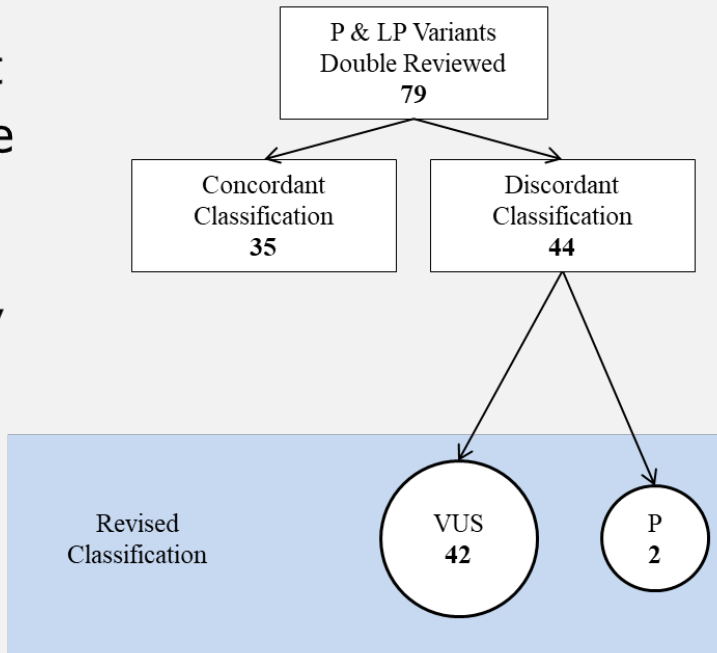 P & LP Variants
Double Reviewed
79
Concordant
Classification
35
Discordant
Classification
44
Revised
Classification
VUS
42
P
2